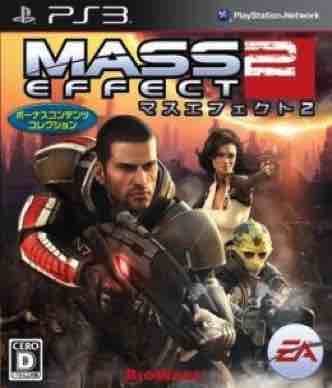 PS3
PlayStation Network
MASS
EFFECT 2
マスエフェクト2
ボーナスコンテンツ
コレクション
CERO
D
BIOWARE
EA